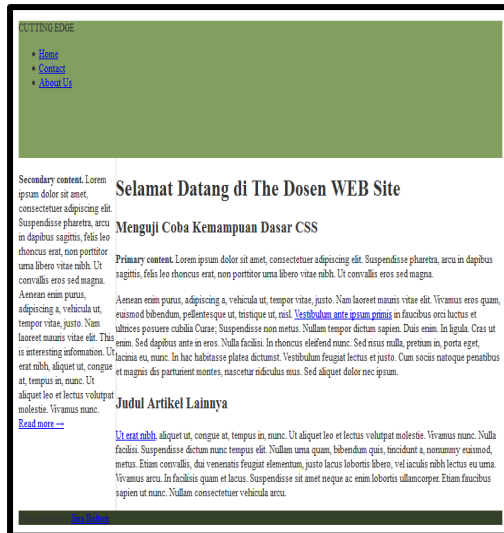 CUTTING EDGE
Home
Contact
About Us
Secondary content. Lorem
ipsum dolor sit amet,
consectetuer adipiscing elit.
Suspendisse pharetra, arcu
in dapibus sagittis, felis leo
rhoncus erat, non porttitor
urna libero vitae nibh. Ut
convallis eros sed magna.
Aenean enim purus,
adipiscing a, vehicula ut,
tempor vitae, justo. Nam
laoreet mauris vitae elit. This
is interesting information. Ut
erat nibh, aliquet ut, congue
at, tempus in, nunc. Ut
aliquet leo et lectus volutpat
molestie. Vivamus nunc.
Read more →
Selamat Datang di The Dosen WEB Site
Menguji Coba Kemampuan Dasar CSS
Primary content. Lorem ipsum dolor sit amet, consectetuer adipiscing elit. Suspendisse pharetra, arcu in dapibus
sagittis, felis leo rhoncus erat, non porttitor urna libero vitae nibh. Ut convallis eros sed magna.
Aenean enim purus, adipiscing a, vehicula ut, tempor vitae, justo. Nam laoreet mauris vitae elit. Vivamus eros quam,
euismod bibendum, pellentesque ut, tristique ut, nisl. Vestibulum ante ipsum primis in faucibus orci luctus et
ultrices posuere cubilia Curae; Suspendisse non metus. Nullam tempor dictum sapien. Duis enim. In ligula. Cras ut
enim. Sed dapibus ante in eros. Nulla facilisi. In rhoncus eleifend nunc. Sed risus nulla, pretium in, porta eget,
lacinia eu, nunc. In hac habitasse platea dictumst. Vestibulum feugiat lectus et justo. Cum sociis natoque penatibus
et magnis dis parturient montes, nascetur ridiculus mus. Sed aliquet dolor nec ipsum.
Judul Artikel Lainnya
Ut erat nibh, aliquet ut, congue at, tempus in, nunc. Ut aliquet leo et lectus volutpat molestie. Vivamus nunc. Nulla
facilisi. Suspendisse dictum nunc tempus elit. Nullam urna quam, bibendum quis, tincidunt a, nonummy euismod,
metus. Etiam convallis, dui venenatis feugiat elementum, justo lacus lobortis libero, vel iaculis nibh lectus eu urna.
Vivamus arcu. In facilisis quam et lacus. Suspendisse sit amet neque ac enim lobortis ullamcorper. Etiam faucibus
sapien ut nunc. Nullam consectetuer vehicula arcu.